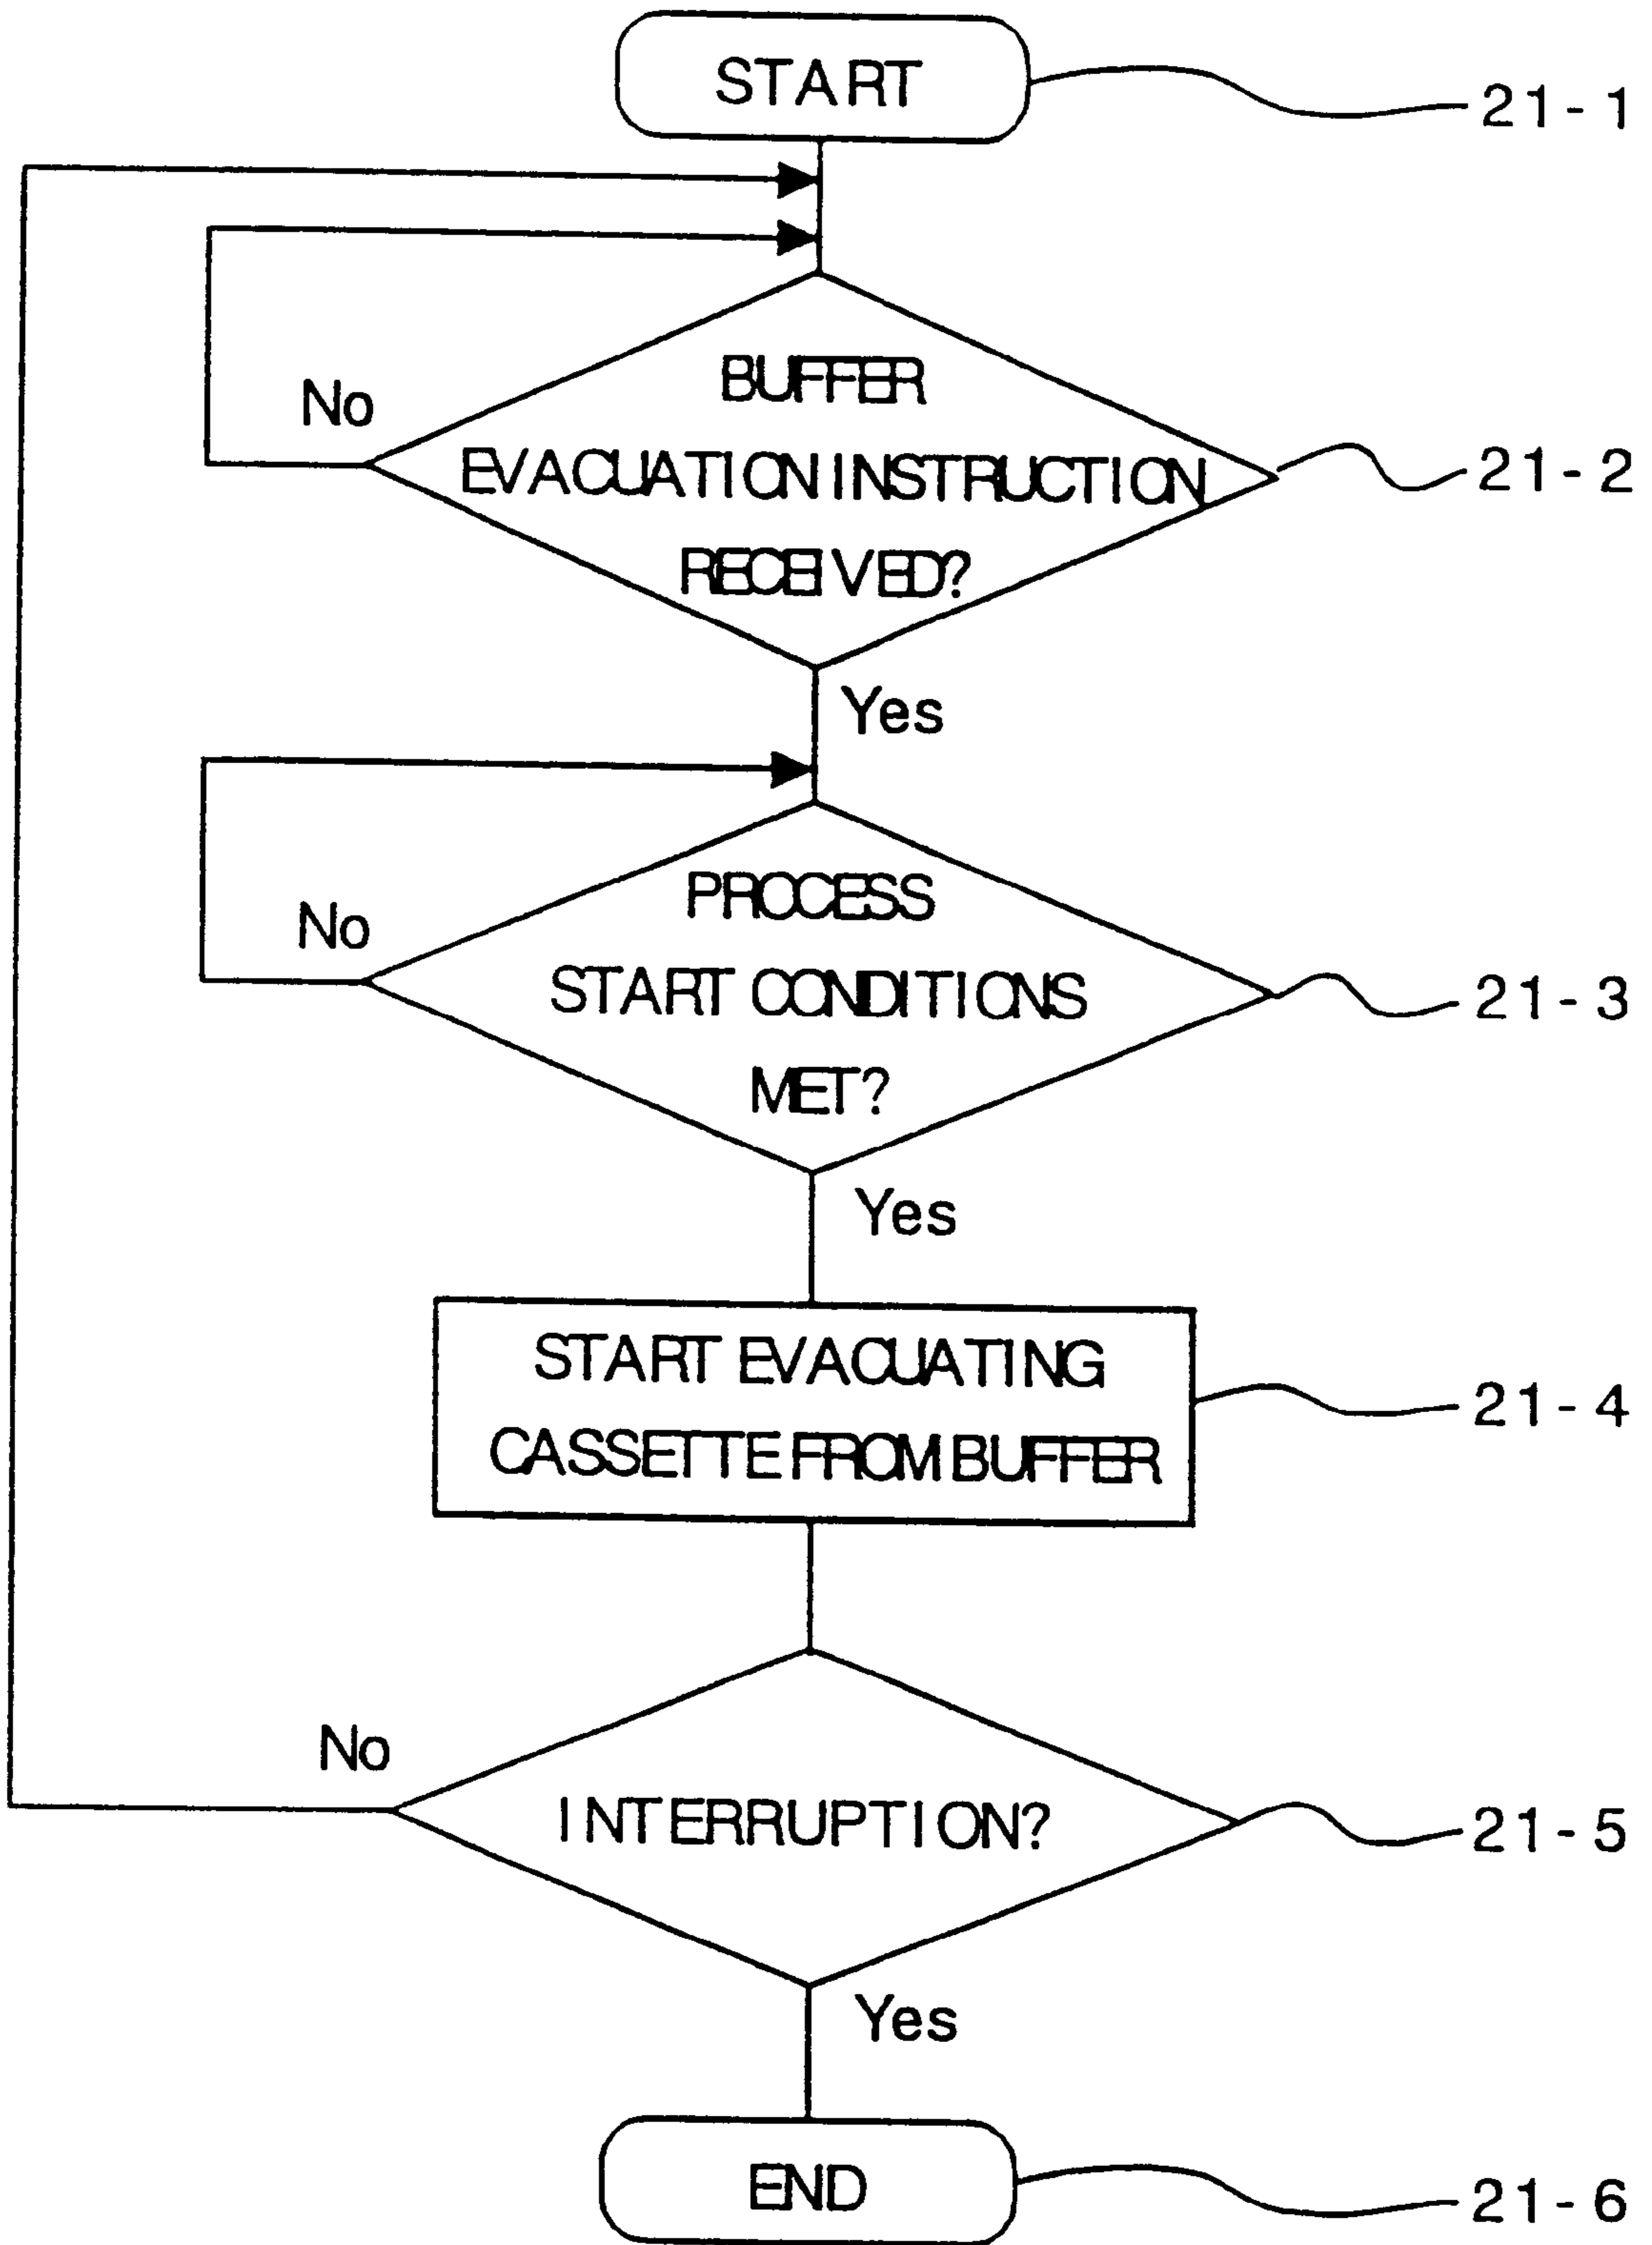 START
21-1
BUFFER
No
EVACUATION INSTRUCTION
21-2
RECEIVED?
Yes
PROCESS
No
START CONDITIONS
21-3
MET?
Yes
START EVACUATING
21-4
CASSETTE FROM BUFFER
No
INTERRUPTION?
21-5
Yes
END
21-6